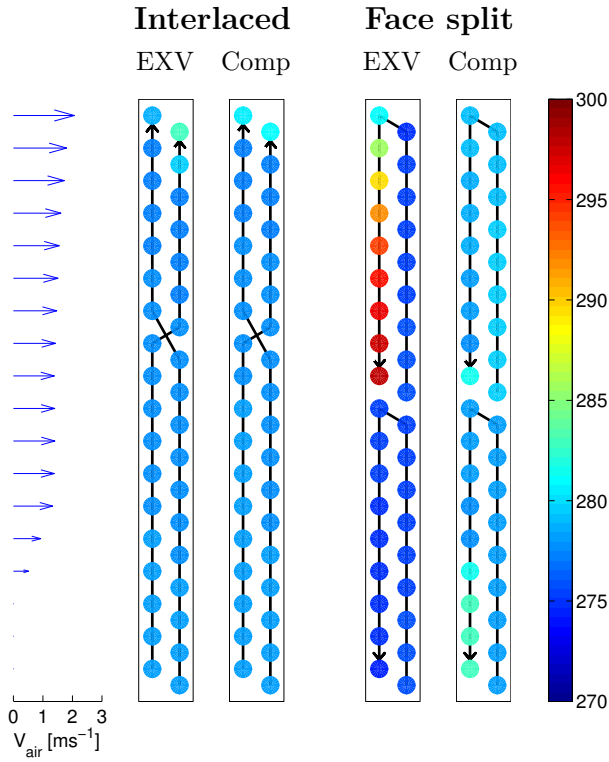 Interlaced Face split
EXV Comp EXV Comp
300
295
290
285
280
275
270
0 1 2 3
V_air [ms⁻¹]